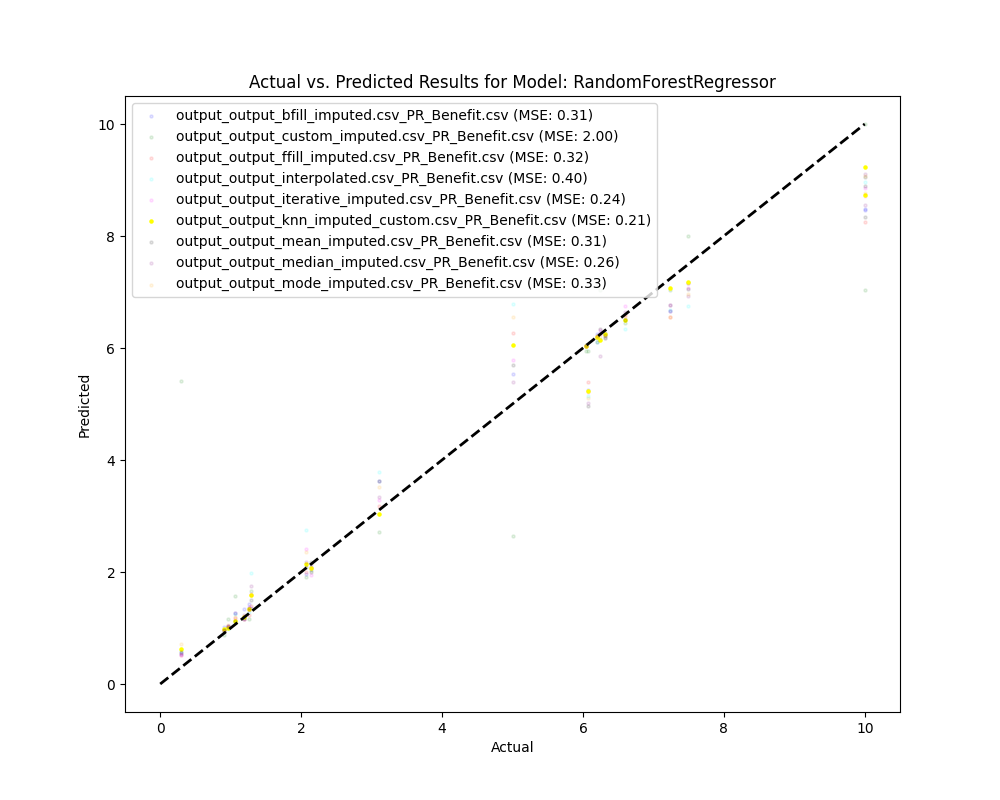 Actual vs. Predicted Results for Model: RandomForestRegressor
output_output_bfill_imputed.csv_PR_Benefit.csv (MSE: 0.31)
output_output_custom_imputed.csv_PR_Benefit.csv (MSE: 2.00)
output_output_ffill_imputed.csv_PR_Benefit.csv (MSE: 0.32)
output_output_interpolated.csv_PR_Benefit.csv (MSE: 0.40)
output_output_iterative_imputed.csv_PR_Benefit.csv (MSE: 0.24)
output_output_knn_imputed_custom.csv_PR_Benefit.csv (MSE: 0.21)
output_output_mean_imputed.csv_PR_Benefit.csv (MSE: 0.31)
output_output_median_imputed.csv_PR_Benefit.csv (MSE: 0.26)
output_output_mode_imputed.csv_PR_Benefit.csv (MSE: 0.33)
10
8
6
4
2
0
Predicted
0 2 4 6 8 10
Actual